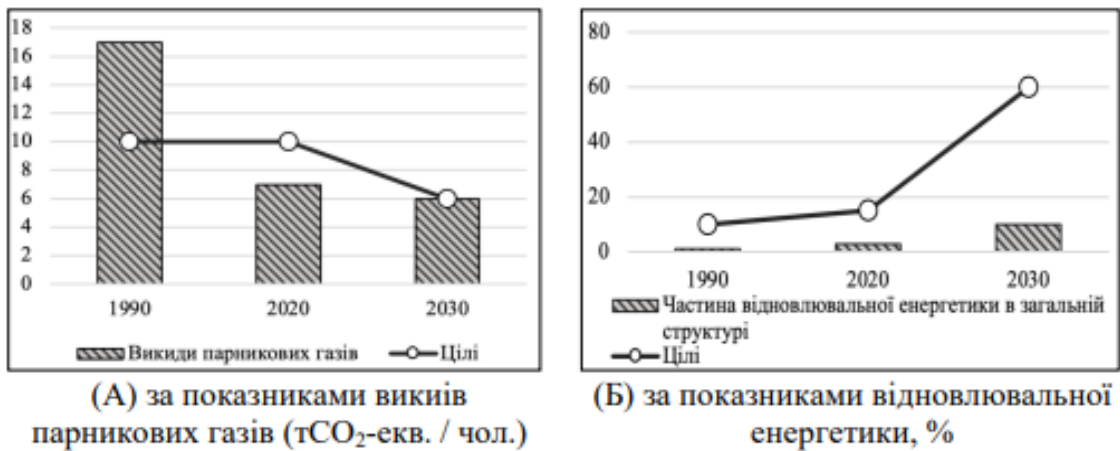 18
16
14
12
10
8
6
4
2
0
1990 2020 2030
Викиди парникових газів Цілі
(А) за показниками викиів
парникових газів (тCO₂-екв. / чол.)
80
60
40
20
0
1990 2020 2030
Частина відновлювальної енергетики в загальній
структурі
Цілі
(Б) за показниками відновлювальної
енергетики, %